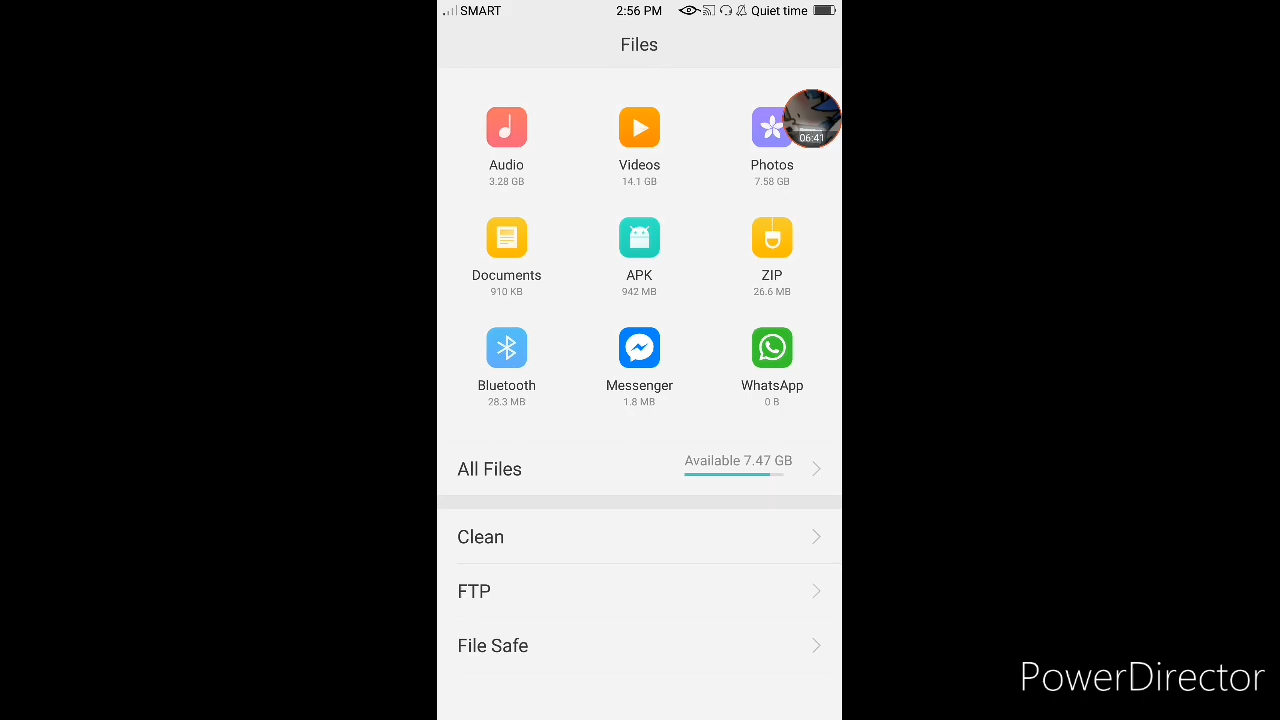 SMART 2:56 PM Quiet time
Files
06:41
Audio Videos Photos
3.28 GB 14.1 GB 7.58 GB
Documents APK ZIP
910 KB 942 MB 26.6 MB
Bluetooth Messenger WhatsApp
28.3 MB 1.8 MB 0 B
All Files Available 7.47 GB
Clean
FTP
File Safe
PowerDirector